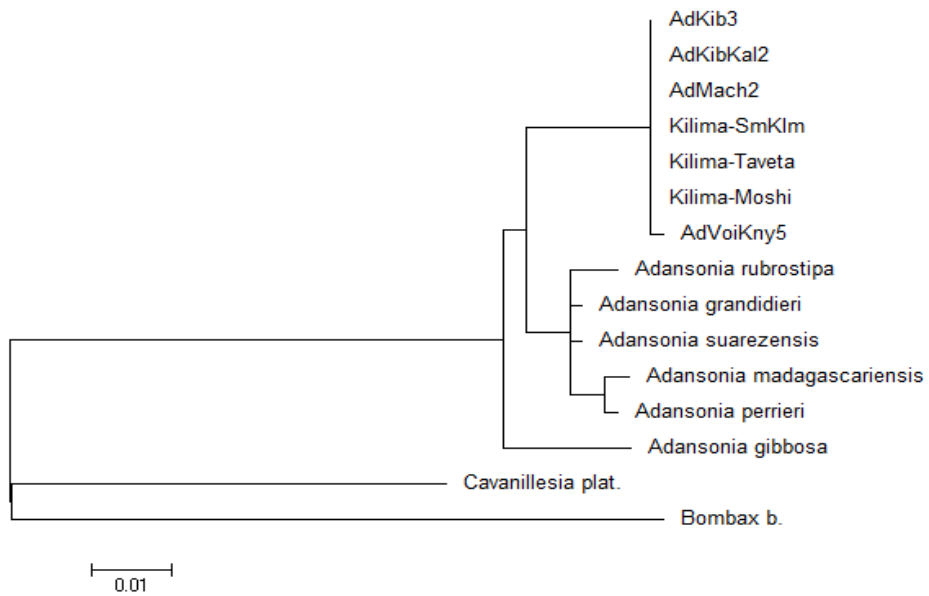 AdKib3
AdKibKal2
AdMach2
Kilima-SmKlm
Kilima-Taveta
Kilima-Moshi
AdVoiKny5
Adansonia rubrostipa
Adansonia grandidieri
Adansonia suarezensis
Adansonia madagascariensis
Adansonia perrieri
Adansonia gibbosa
Cavanillesia plat.
Bombax b.
0.01